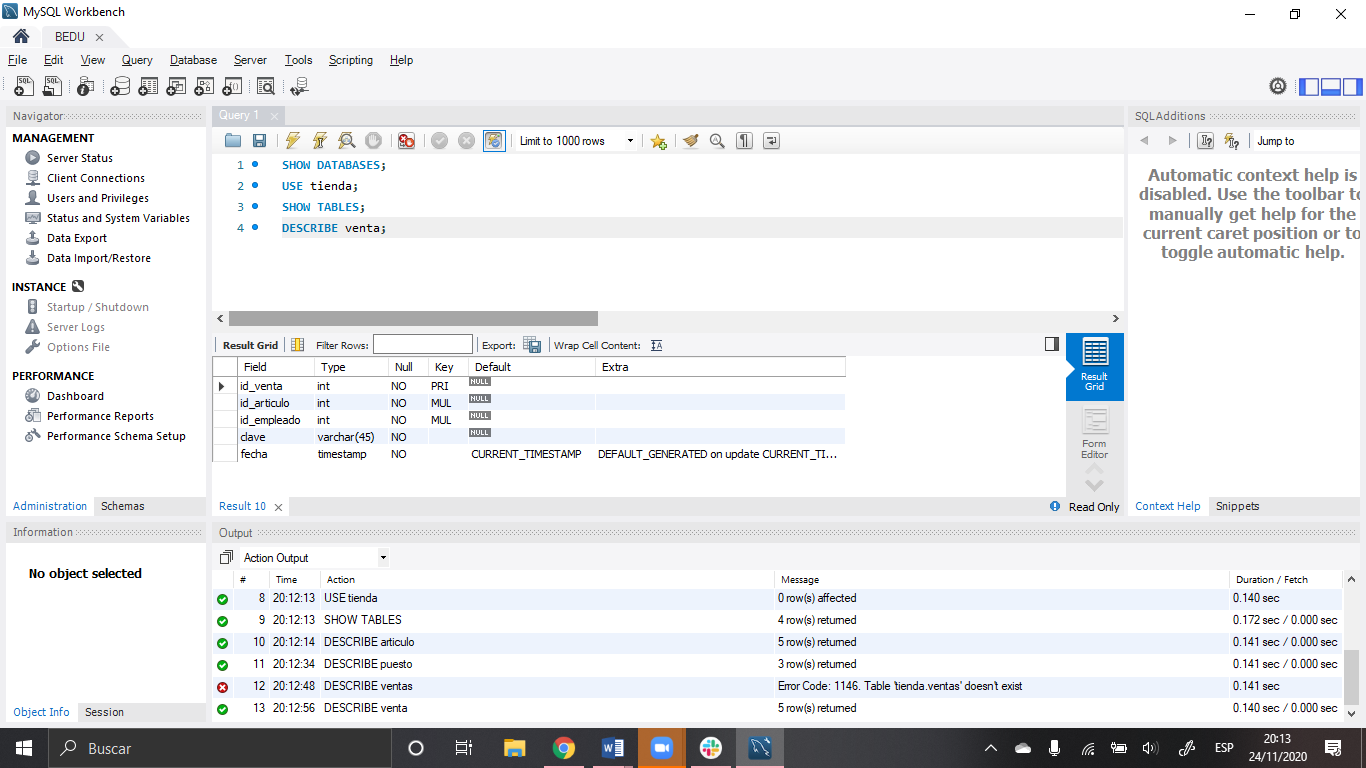 MySQL Workbench
BEDU
File Edit View Query Database Server Tools Scripting Help
Navigator
MANAGEMENT
Server Status
Client Connections
Users and Privileges
Status and System Variables
Data Export
Data Import/Restore
INSTANCE
Startup / Shutdown
Server Logs
Options File
PERFORMANCE
Dashboard
Performance Reports
Performance Schema Setup
Administration Schemas
Information
No object selected
Object Info Session
Query 1
Limit to 1000 rows
1 SHOW DATABASES;
2 USE tienda;
3 SHOW TABLES;
4 DESCRIBE venta;
Result Grid Filter Rows: Export: Wrap Cell Content:
Field Type Null Key Default Extra
id_venta int NO PRI NULL
id_articulo int NO MUL NULL
id_empleado int NO MUL NULL
clave varchar(45) NO NULL
fecha timestamp NO CURRENT_TIMESTAMP DEFAULT_GENERATED on update CURRENT_TI...
Result
Grid
Form
Editor
Result 10 Read Only
SQLAdditions
Jump to
Automatic context help is
disabled. Use the toolbar to
manually get help for the
current caret position or to
toggle automatic help.
Context Help Snippets
Output
Action Output
# Time Action Message Duration / Fetch
8 20:12:13 USE tienda 0 row(s) affected 0.140 sec
9 20:12:13 SHOW TABLES 4 row(s) returned 0.172 sec / 0.000 sec
10 20:12:14 DESCRIBE articulo 5 row(s) returned 0.141 sec / 0.000 sec
11 20:12:34 DESCRIBE puesto 3 row(s) returned 0.141 sec / 0.000 sec
12 20:12:48 DESCRIBE ventas Error Code: 1146. Table 'tienda.ventas' doesn't exist 0.141 sec
13 20:12:56 DESCRIBE venta 5 row(s) returned 0.140 sec / 0.000 sec
Buscar
ESP
20:13
24/11/2020